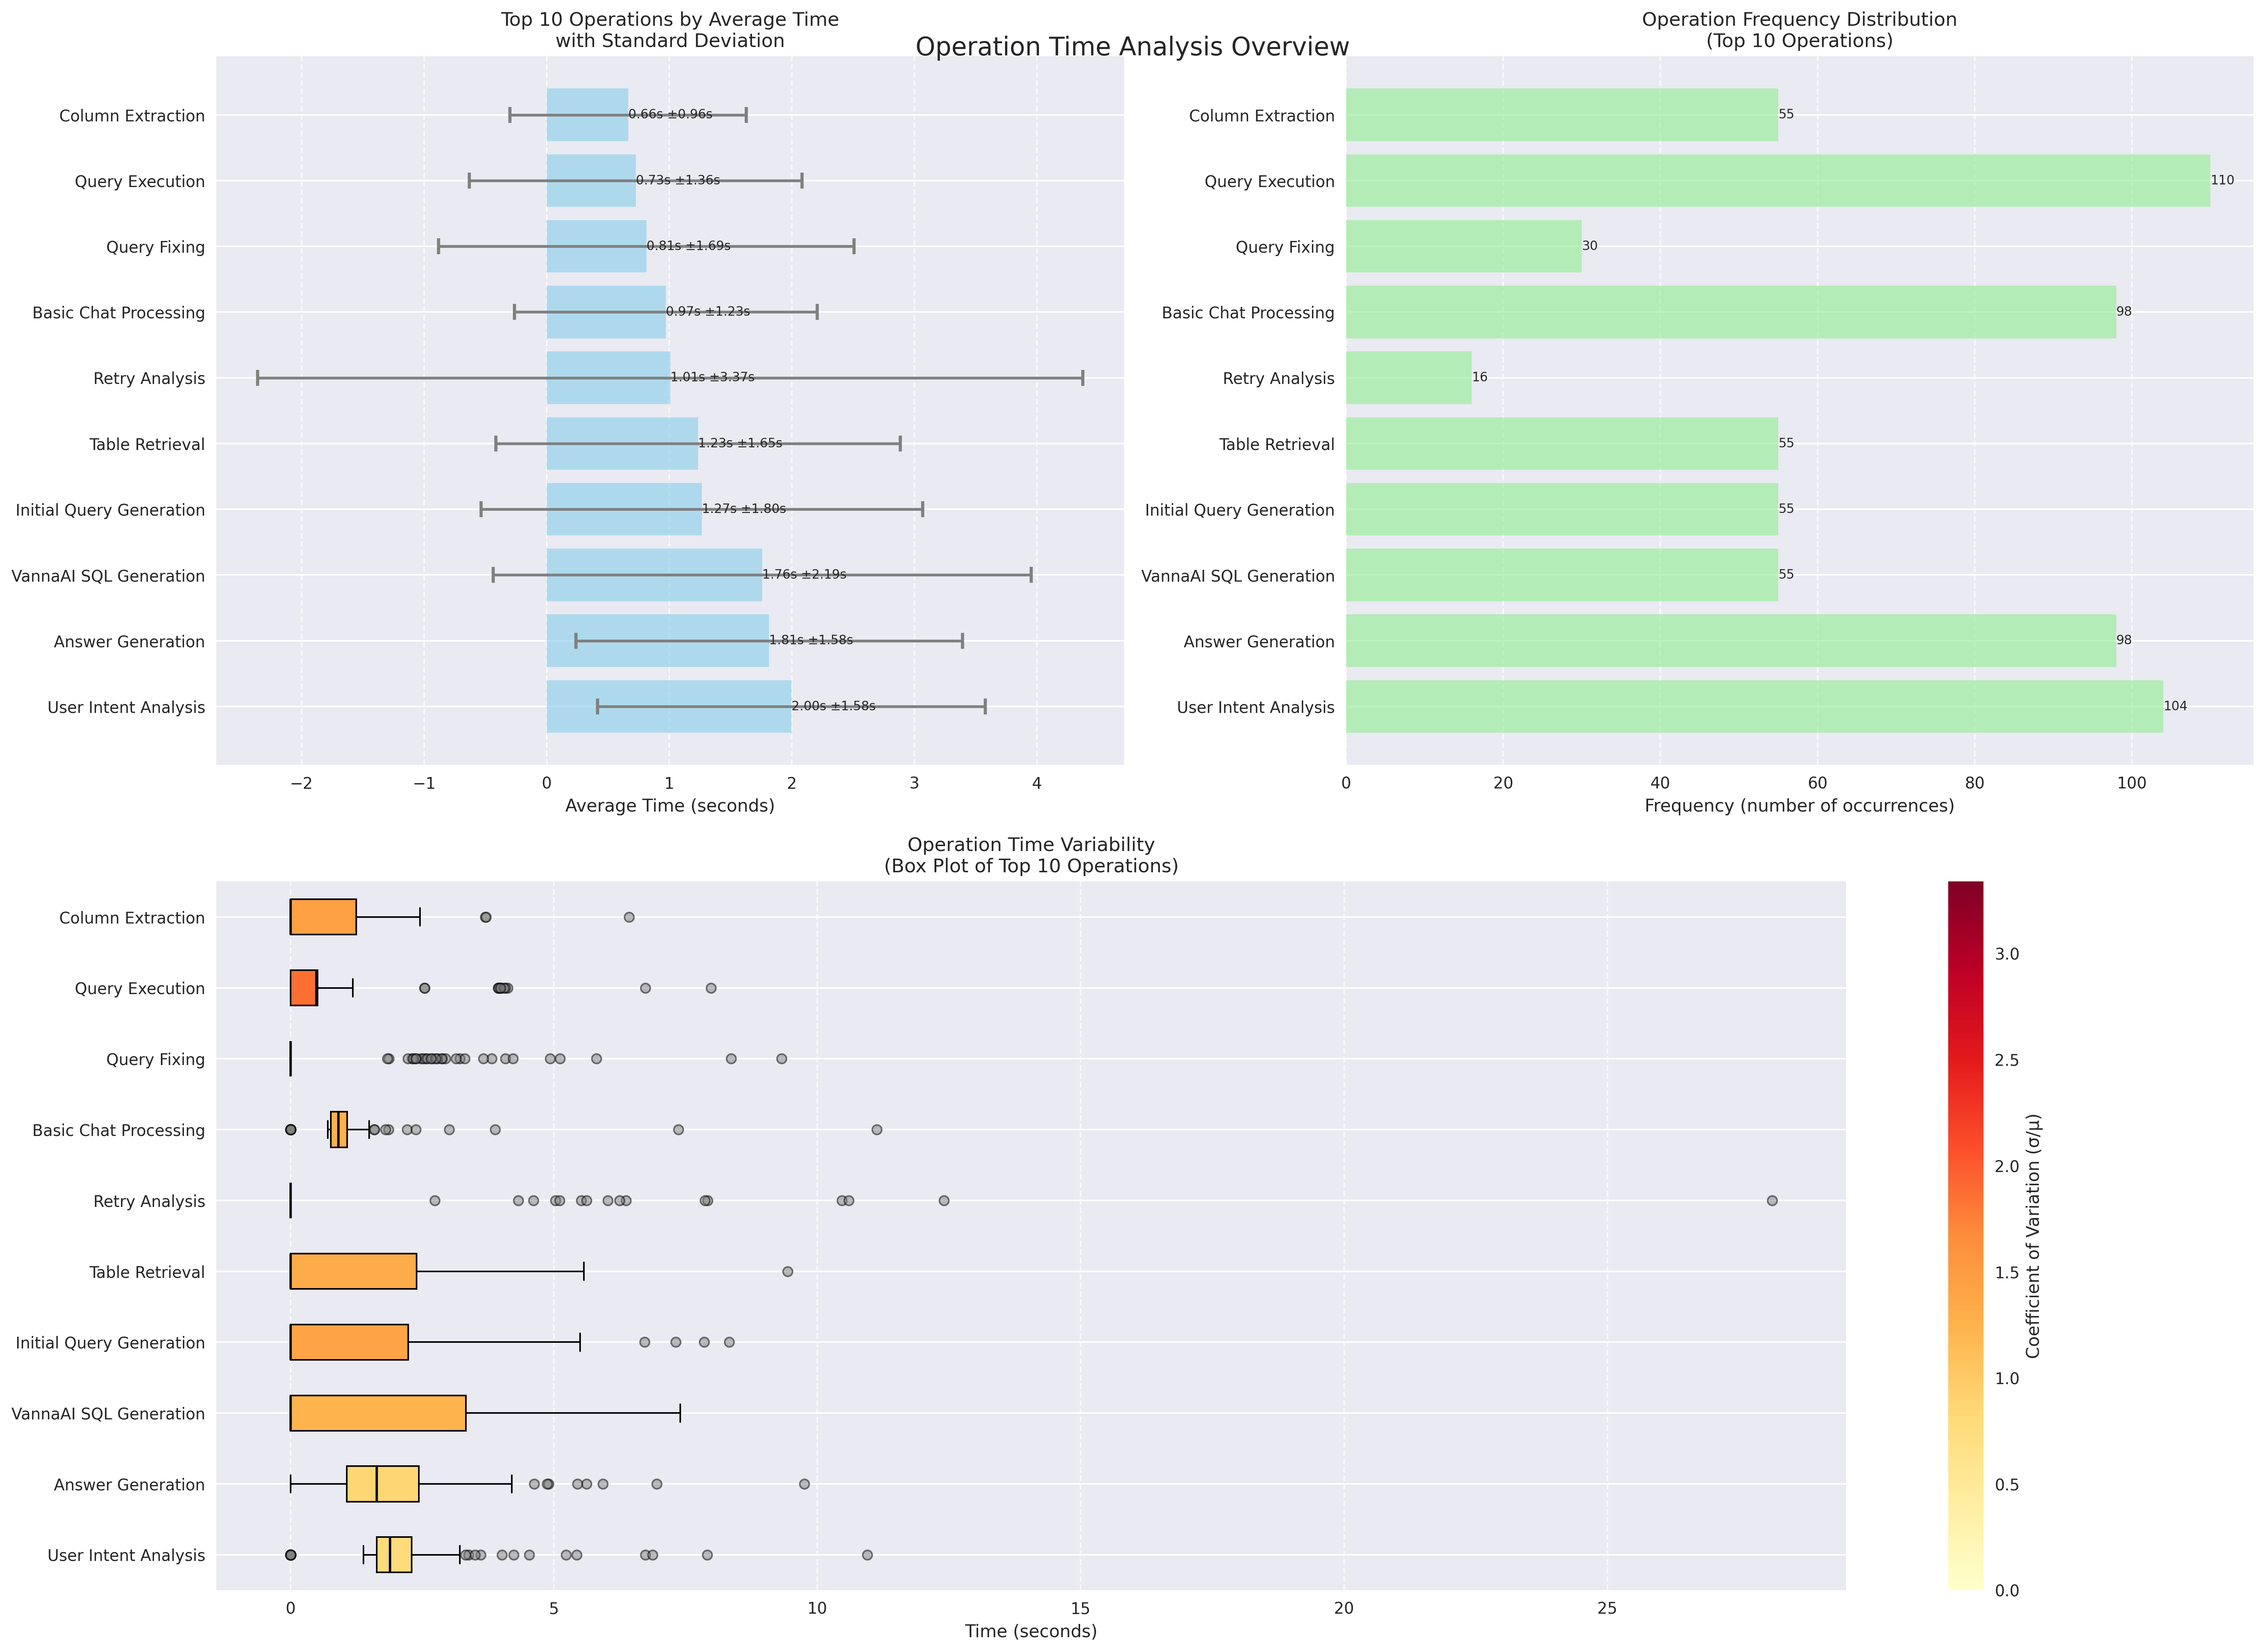 Operation Time Analysis Overview
Top 10 Operations by Average Time
with Standard Deviation
Column Extraction
0.66s ±0.96s
Query Execution
0.73s ±1.36s
Query Fixing
0.81s ±1.69s
Basic Chat Processing
0.97s ±1.23s
Retry Analysis
1.01s ±3.37s
Table Retrieval
1.23s ±1.65s
Initial Query Generation
1.27s ±1.80s
VannaAI SQL Generation
1.76s ±2.19s
Answer Generation
1.81s ±1.58s
User Intent Analysis
2.00s ±1.58s
−2 −1 0 1 2 3 4
Average Time (seconds)
Operation Frequency Distribution
(Top 10 Operations)
Column Extraction
55
Query Execution
110
Query Fixing
30
Basic Chat Processing
98
Retry Analysis
16
Table Retrieval
55
Initial Query Generation
55
VannaAI SQL Generation
55
Answer Generation
98
User Intent Analysis
104
0 20 40 60 80 100
Frequency (number of occurrences)
Operation Time Variability
(Box Plot of Top 10 Operations)
Column Extraction
Query Execution
Query Fixing
Basic Chat Processing
Retry Analysis
Table Retrieval
Initial Query Generation
VannaAI SQL Generation
Answer Generation
User Intent Analysis
0 5 10 15 20 25
Time (seconds)
3.0
2.5
2.0
1.5
1.0
0.5
0.0
Coefficient of Variation (σ/μ)